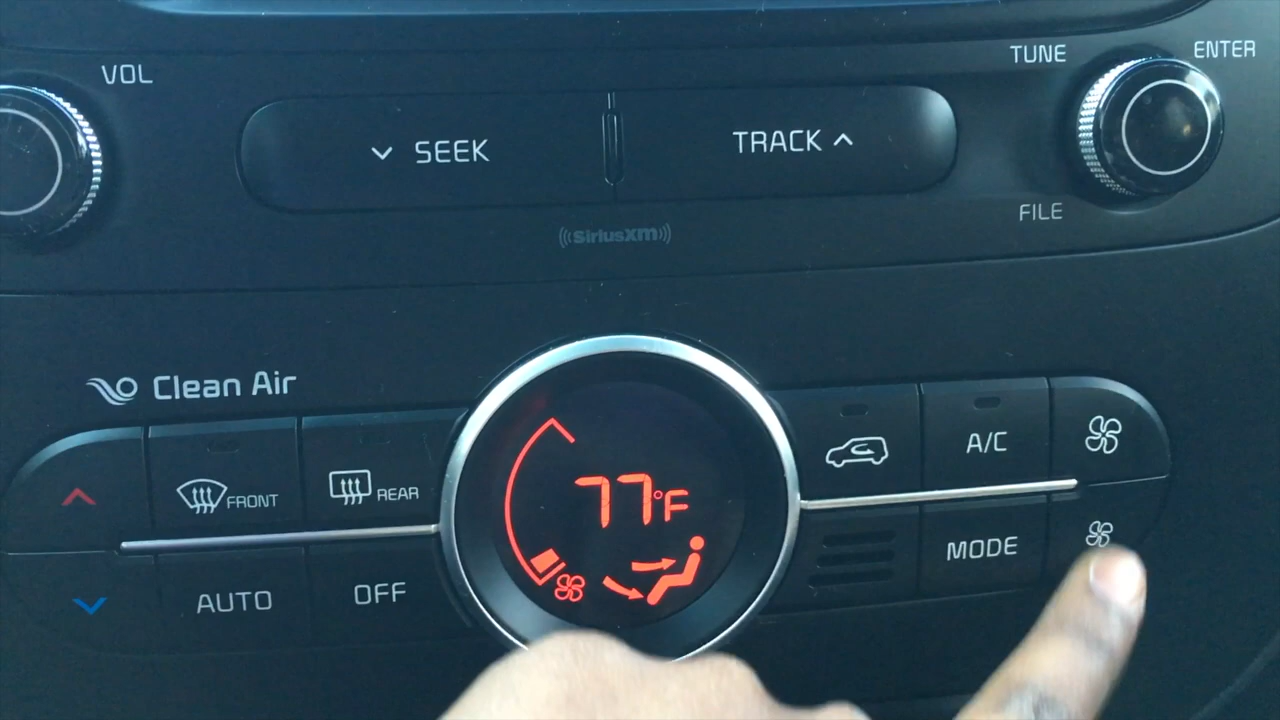 VOL
TUNE
ENTER
SEEK
TRACK
FILE
SiriusXM
Clean Air
FRONT
REAR
77°F
A/C
AUTO
OFF
MODE